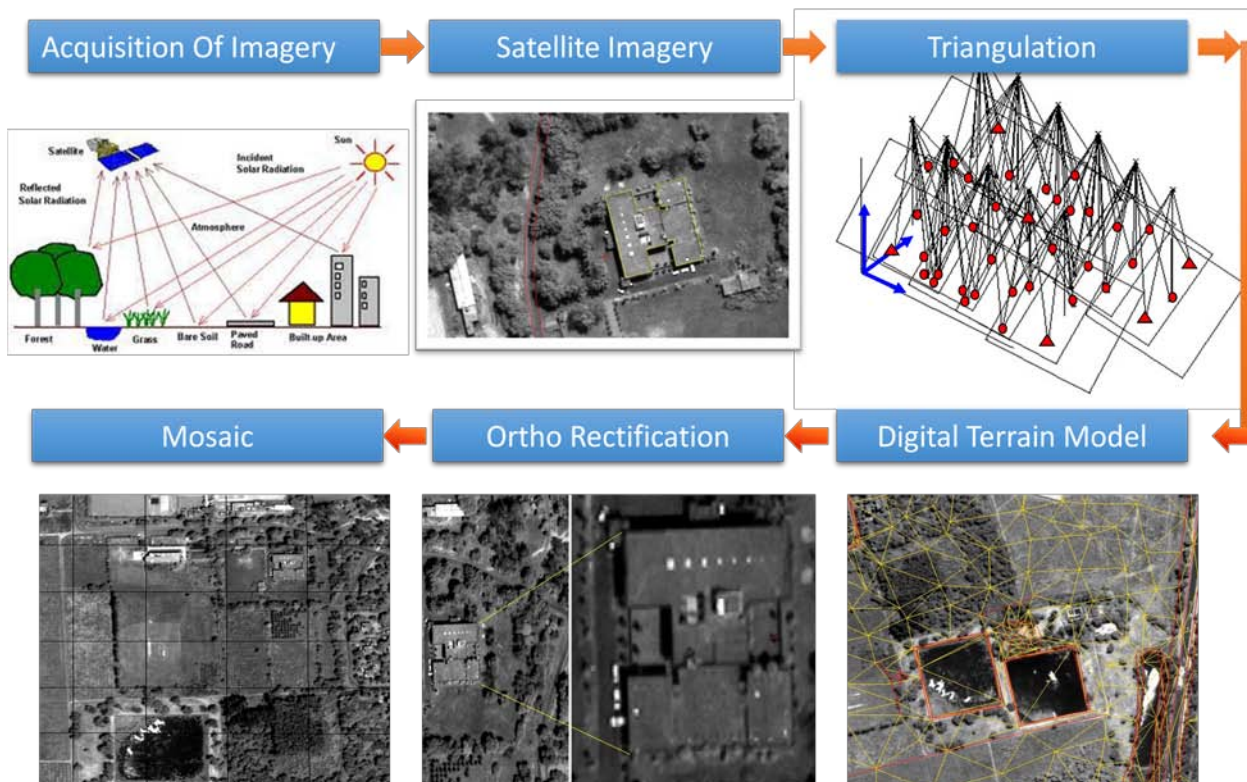 Acquisition Of Imagery
Satellite Imagery
Triangulation
Satellite
Sun
Incident
Solar Radiation
Reflected
Solar Radiation
Atmosphere
Forest
Water
Grass
Bare Soil
Paved
Road
Built-up Area
Mosaic
Ortho Rectification
Digital Terrain Model